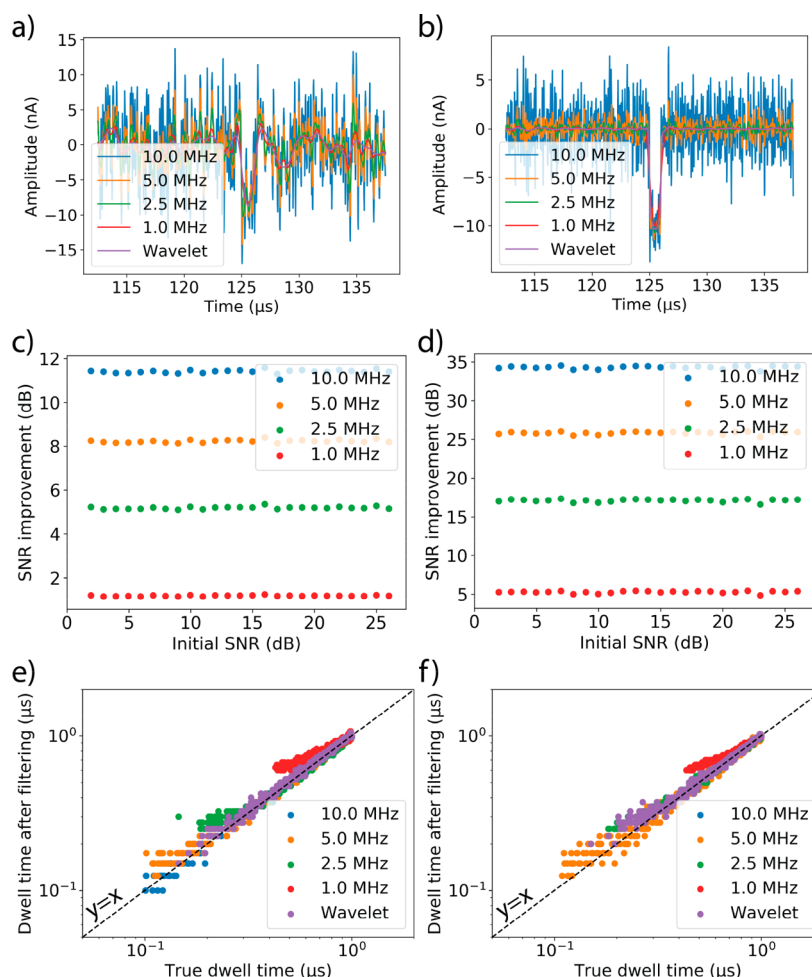 a)
15
10
5
0
−5
−10
−15
Amplitude (nA)
10.0 MHz
5.0 MHz
2.5 MHz
1.0 MHz
Wavelet
115 120 125 130 135
Time (μs)
b)
5
0
−5
−10
Amplitude (nA)
10.0 MHz
5.0 MHz
2.5 MHz
1.0 MHz
Wavelet
115 120 125 130 135
Time (μs)
c)
12
10
8
6
4
2
SNR improvement (dB)
10.0 MHz
5.0 MHz
2.5 MHz
1.0 MHz
0 5 10 15 20 25
Initial SNR (dB)
d)
35
30
25
20
15
10
5
SNR improvement (dB)
10.0 MHz
5.0 MHz
2.5 MHz
1.0 MHz
0 5 10 15 20 25
Initial SNR (dB)
e)
10⁰
10⁻¹
Dwell time after filtering (μs)
y=x
10.0 MHz
5.0 MHz
2.5 MHz
1.0 MHz
Wavelet
10⁻¹ 10⁰
True dwell time (μs)
f)
10⁰
10⁻¹
Dwell time after filtering (μs)
y=x
10.0 MHz
5.0 MHz
2.5 MHz
1.0 MHz
Wavelet
10⁻¹ 10⁰
True dwell time (μs)